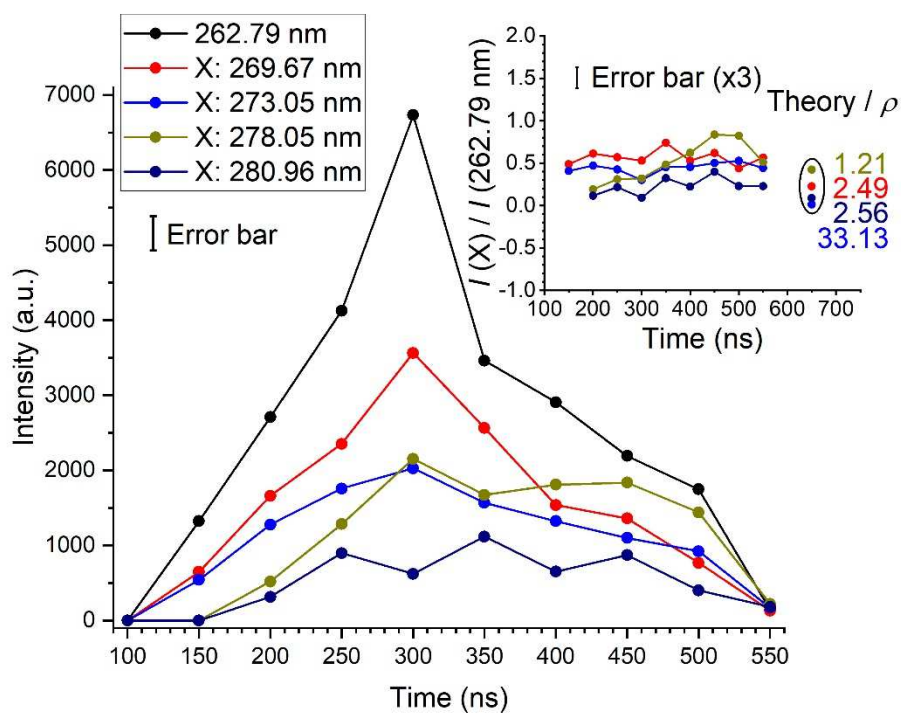 262.79 nm
X: 269.67 nm
X: 273.05 nm
X: 278.05 nm
X: 280.96 nm
Error bar
Intensity (a.u.)
7000
6000
5000
4000
3000
2000
1000
0
100 150 200 250 300 350 400 450 500 550
Time (ns)
I (X) / I (262.79 nm)
2.0
1.5
1.0
0.5
0.0
-0.5
-1.0
100 200 300 400 500 600 700
Time (ns)
Error bar (x3)
Theory / ρ
1.21
2.49
2.56
33.13